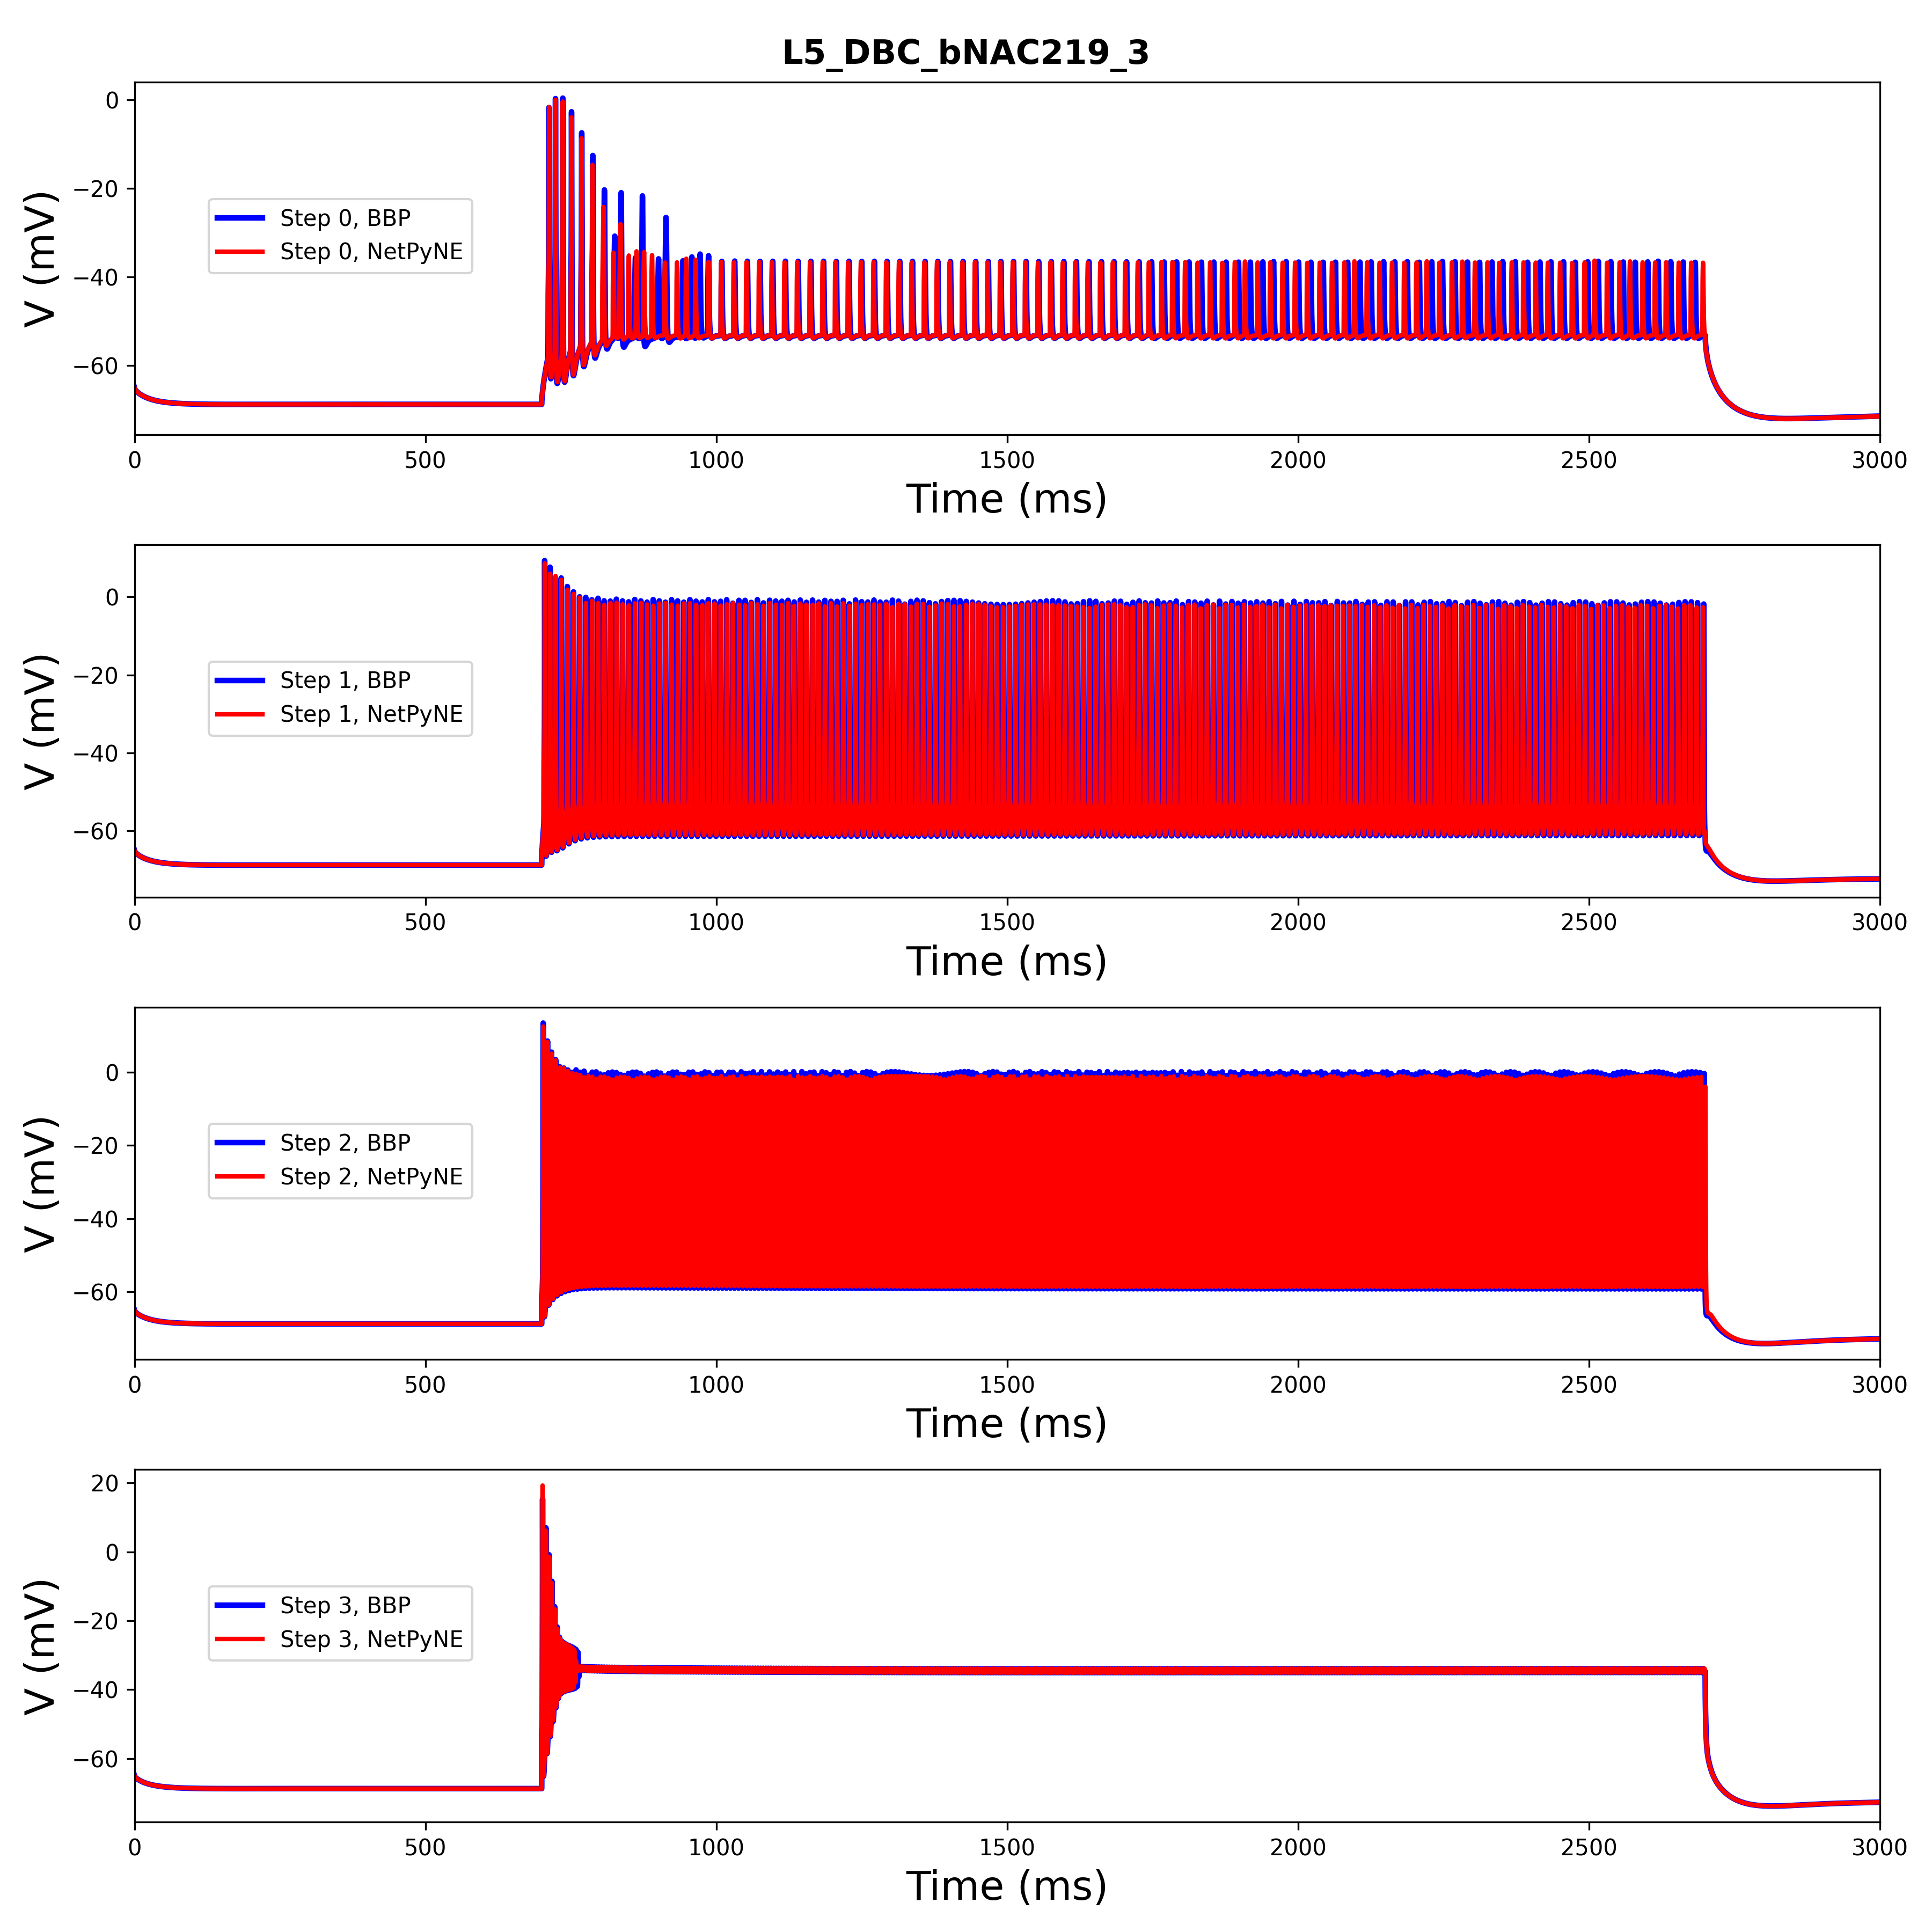 L5_DBC_bNAC219_3
V (mV)
0
−20
−40
−60
Step 0, BBP
Step 0, NetPyNE
0 500 1000 1500 2000 2500 3000
Time (ms)
V (mV)
0
−20
−40
−60
Step 1, BBP
Step 1, NetPyNE
0 500 1000 1500 2000 2500 3000
Time (ms)
V (mV)
0
−20
−40
−60
Step 2, BBP
Step 2, NetPyNE
0 500 1000 1500 2000 2500 3000
Time (ms)
V (mV)
20
0
−20
−40
−60
Step 3, BBP
Step 3, NetPyNE
0 500 1000 1500 2000 2500 3000
Time (ms)